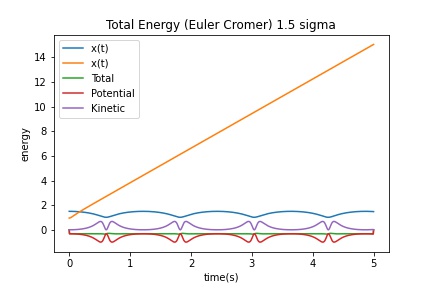 Total Energy (Euler Cromer) 1.5 sigma
x(t)
x(t)
Total
Potential
Kinetic
energy
14
12
10
8
6
4
2
0
0 1 2 3 4 5
time(s)